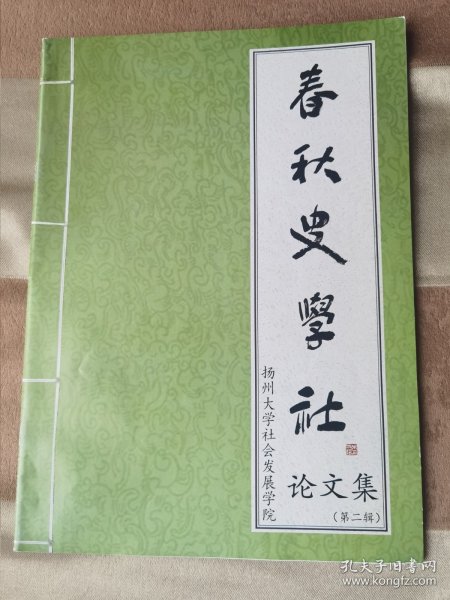 春秋史學社
论文集
(第二辑)
扬州大学社会发展学院
孔夫子旧书网
www.kongfz.com